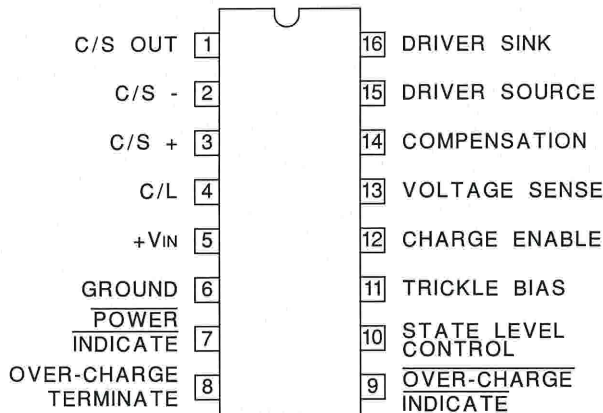 C/S OUT 1 16 DRIVER SINK
C/S - 2 15 DRIVER SOURCE
C/S + 3 14 COMPENSATION
C/L 4 13 VOLTAGE SENSE
+VIN 5 12 CHARGE ENABLE
GROUND 6 11 TRICKLE BIAS
POWER
INDICATE 7 10 STATE LEVEL
CONTROL
OVER-CHARGE
TERMINATE 8 9 OVER-CHARGE
INDICATE